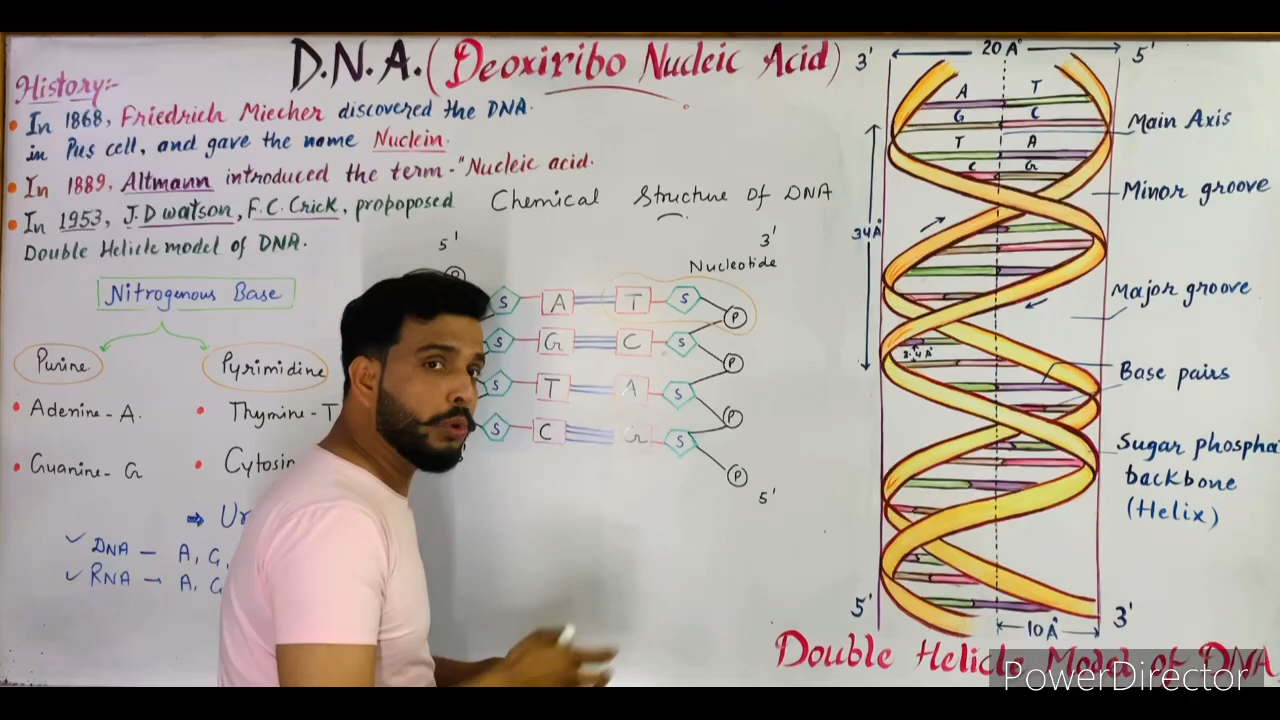 D.N.A. (Deoxiribo Nucleic Acid)
History:-
• In 1868, Friedrich Miecher discovered the DNA.
in Pus cell, and gave the name Nuclein.
• In 1889, Altmann introduced the term-"Nucleic acid.
• In 1953, J.D watson, F.C. Crick, propoposed
Double Helicle model of DNA.
Nitrogenous Base
Purine
Pyrimidine
• Adenine - A.
• Thymine - T
• Guanine - G
• Cytosin
⇒ Ur
✓ DNA — A, G,
✓ RNA — A, G
Chemical Structure of DNA
5'
3'
Nucleotide
P
S A T S P
S G C S P
S T A S P
S C G S P
5'
3' 20 A° 5'
A T
G C
T A
C G
34 A°
3.4 A°
Main Axis
Minor groove
Major groove
Base pairs
Sugar phospha
backbone
(Helix)
5' 10 A° 3'
Double Helicle Model of DNA
PowerDirector